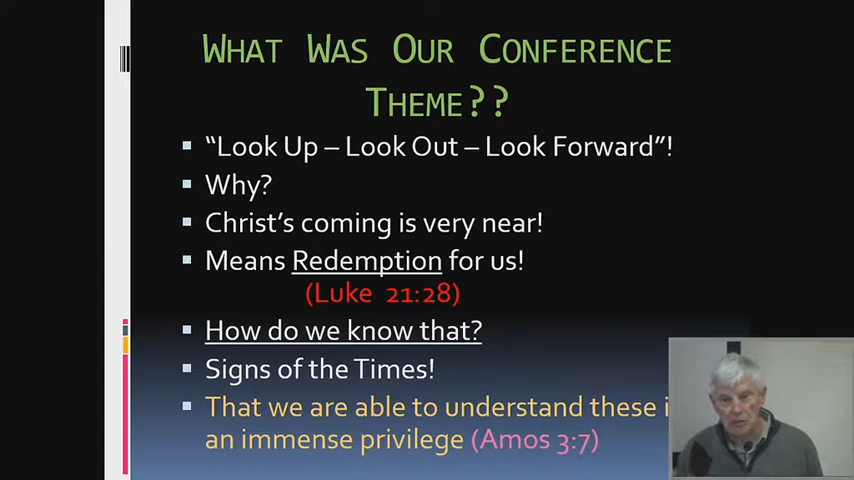 WHAT WAS OUR CONFERENCE
THEME??
“Look Up – Look Out – Look Forward”!
Why?
Christ’s coming is very near!
Means Redemption for us!
(Luke 21:28)
How do we know that?
Signs of the Times!
That we are able to understand these
an immense privilege (Amos 3:7)